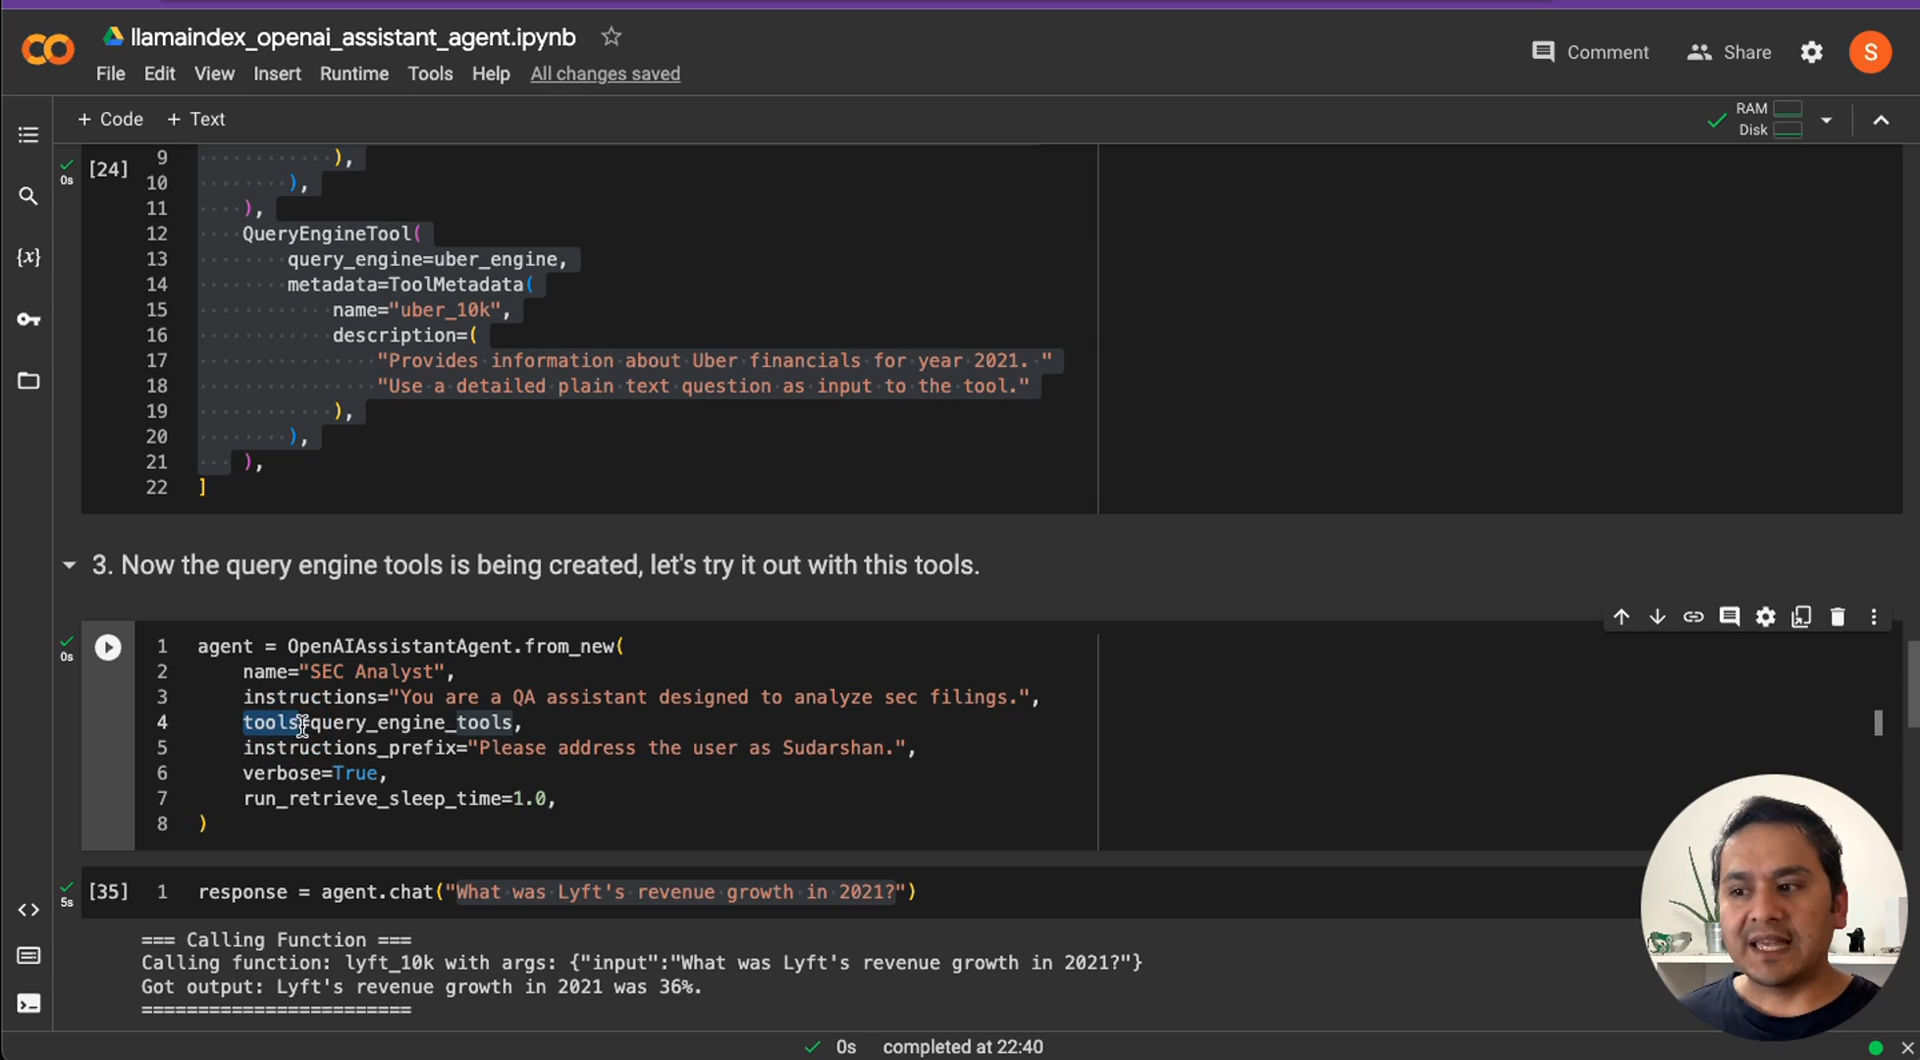 llamaindex_openai_assistant_agent.ipynb
Comment
Share
S
File Edit View Insert Runtime Tools Help All changes saved
+ Code + Text
RAM
Disk
[24]
0s
9 ),
10 ),
11 ),
12 QueryEngineTool(
13 query_engine=uber_engine,
14 metadata=ToolMetadata(
15 name="uber_10k",
16 description=(
17 "Provides information about Uber financials for year 2021. "
18 "Use a detailed plain text question as input to the tool."
19 ),
20 ),
21 ),
22 ]
3. Now the query engine tools is being created, let's try it out with this tools.
0s
1 agent = OpenAIAssistantAgent.from_new(
2 name="SEC Analyst",
3 instructions="You are a QA assistant designed to analyze sec filings.",
4 tools=query_engine_tools,
5 instructions_prefix="Please address the user as Sudarshan.",
6 verbose=True,
7 run_retrieve_sleep_time=1.0,
8 )
[35] 1 response = agent.chat("What was Lyft's revenue growth in 2021?")
5s
=== Calling Function ===
Calling function: lyft_10k with args: {"input":"What was Lyft's revenue growth in 2021?"}
Got output: Lyft's revenue growth in 2021 was 36%.
========================
0s completed at 22:40